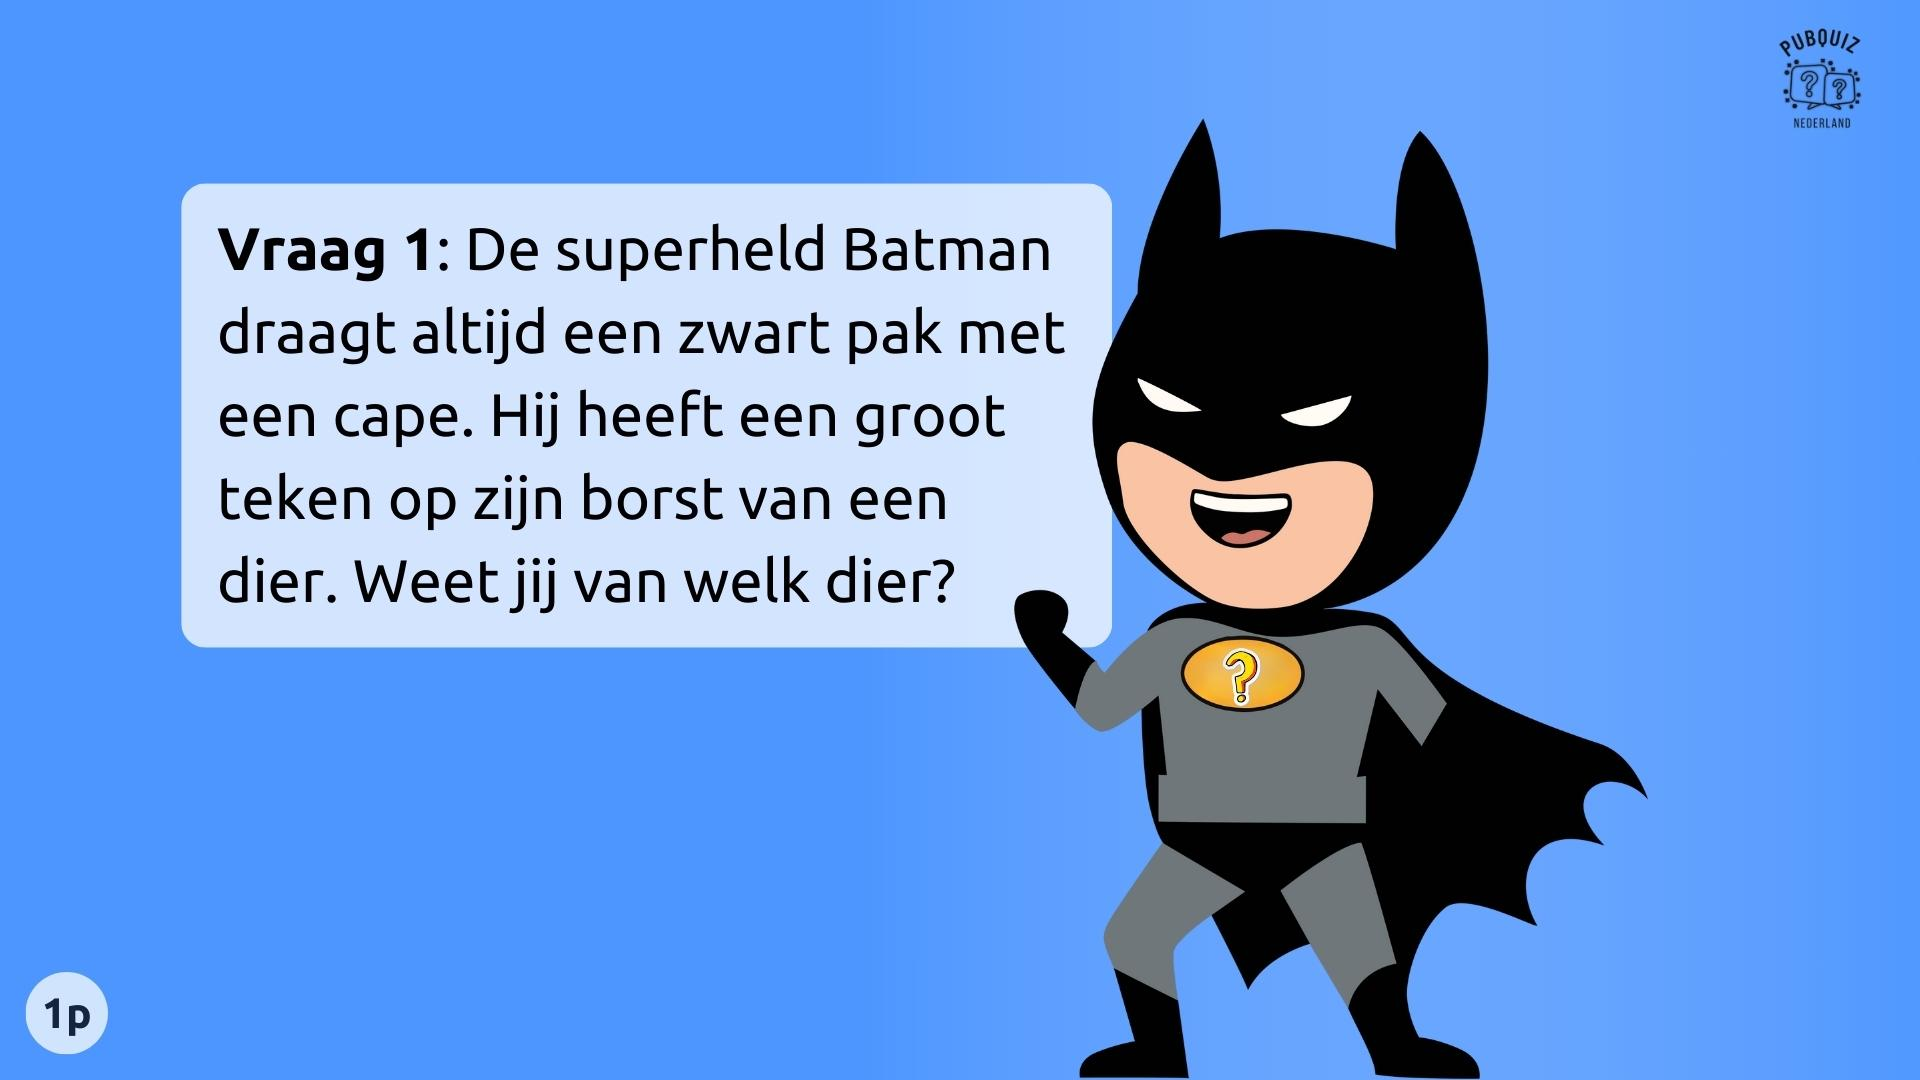 PUBQUIZ
? ?
NEDERLAND
Vraag 1: De superheld Batman
draagt altijd een zwart pak met
een cape. Hij heeft een groot
teken op zijn borst van een
dier. Weet jij van welk dier?
?
1p